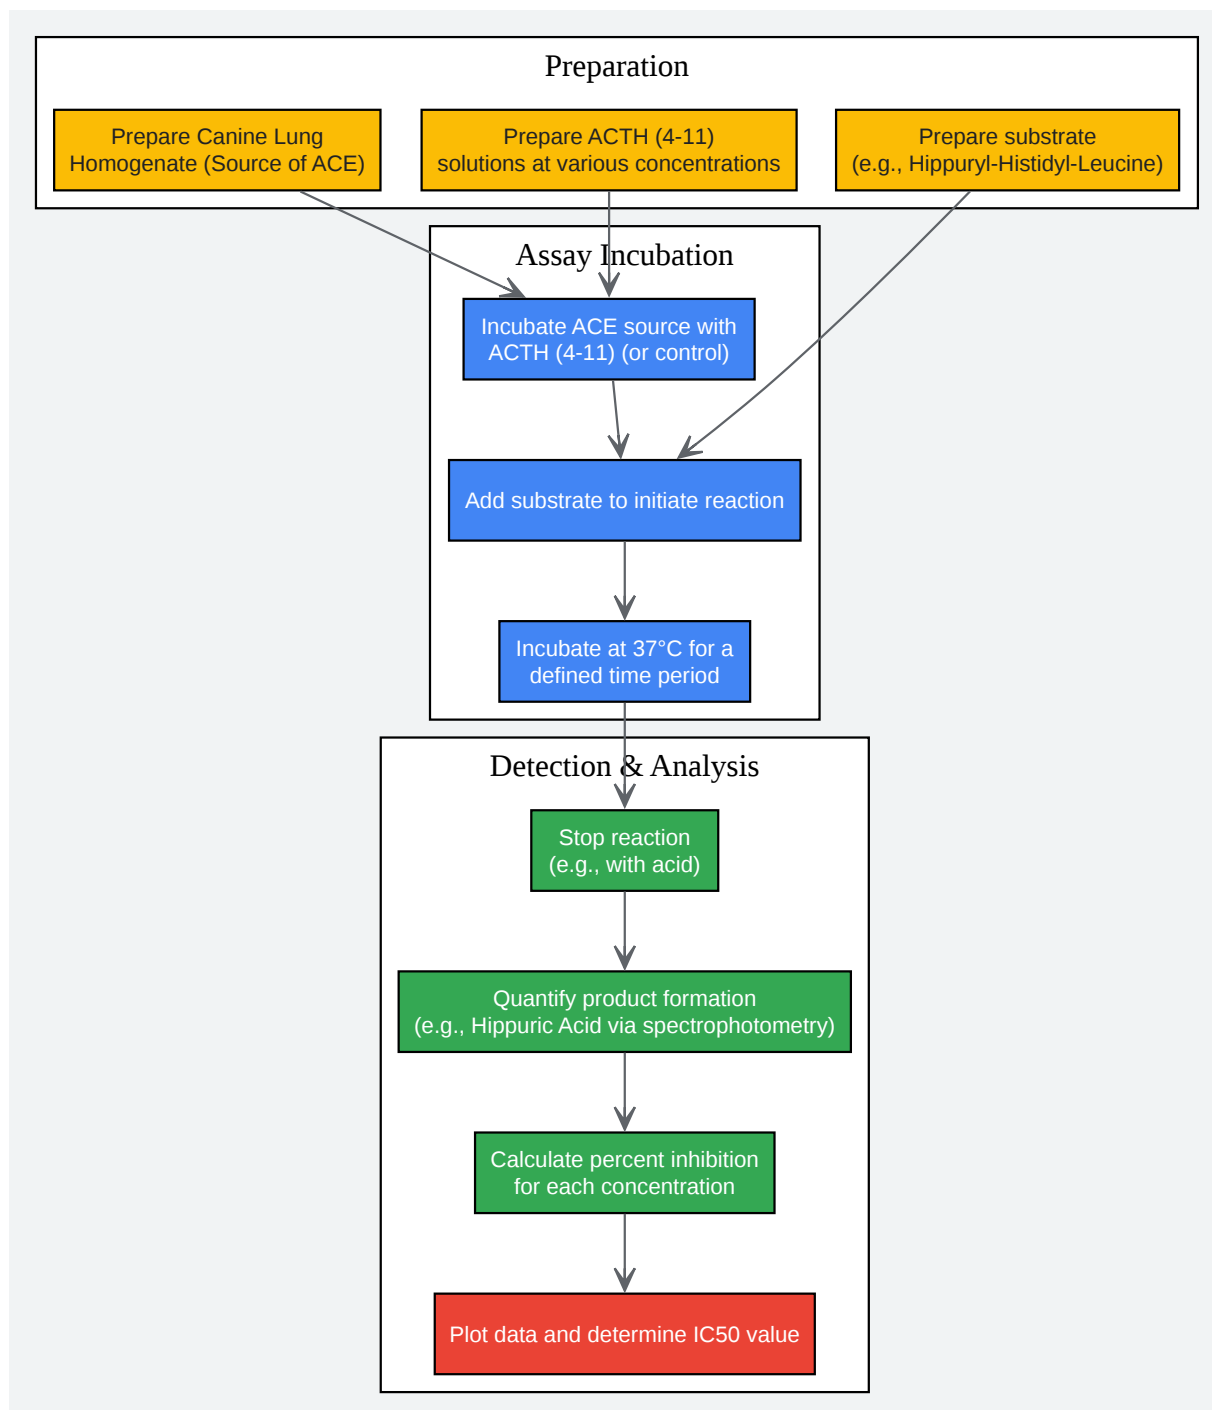 Preparation
Prepare Canine Lung
Homogenate (Source of ACE)
Prepare ACTH (4-11)
solutions at various concentrations
Prepare substrate
(e.g., Hippuryl-Histidyl-Leucine)
Assay Incubation
Incubate ACE source with
ACTH (4-11) (or control)
Add substrate to initiate reaction
Incubate at 37°C for a
defined time period
Detection & Analysis
Stop reaction
(e.g., with acid)
Quantify product formation
(e.g., Hippuric Acid via spectrophotometry)
Calculate percent inhibition
for each concentration
Plot data and determine IC50 value